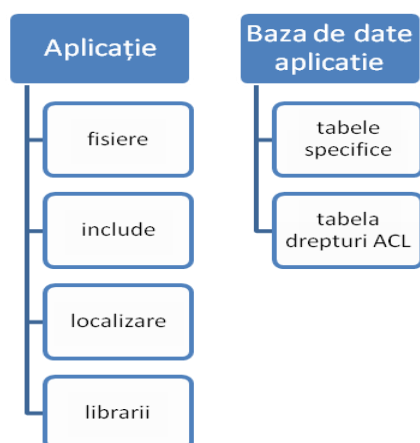 Aplicație
fisiere
include
localizare
librarii
Baza de date
aplicatie
tabele
specifice
tabela
drepturi ACL